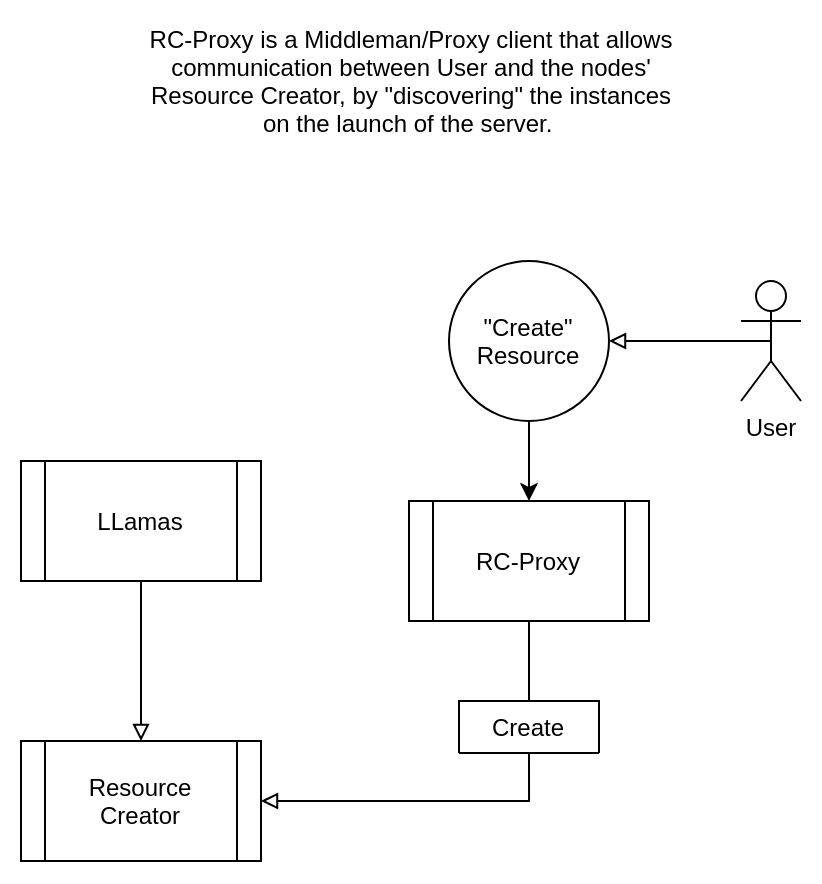 RC-Proxy is a Middleman/Proxy client that allows
communication between User and the nodes'
Resource Creator, by "discovering" the instances
on the launch of the server.
"Create"
Resource
User
LLamas
RC-Proxy
Create
Resource
Creator